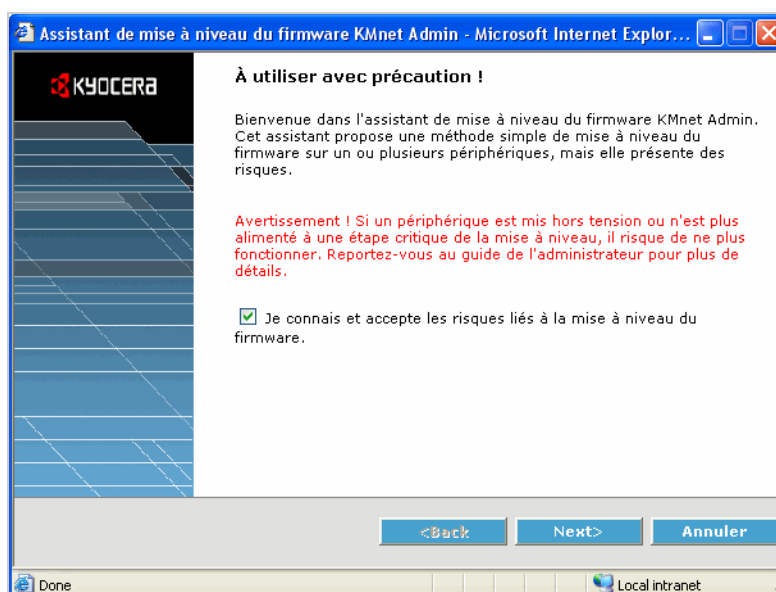 Assistant de mise à niveau du firmware KMnet Admin - Microsoft Internet Explor...
KYOCERA
À utiliser avec précaution !
Bienvenue dans l'assistant de mise à niveau du firmware KMnet Admin.
Cet assistant propose une méthode simple de mise à niveau du
firmware sur un ou plusieurs périphériques, mais elle présente des
risques.
Avertissement ! Si un périphérique est mis hors tension ou n'est plus
alimenté à une étape critique de la mise à niveau, il risque de ne plus
fonctionner. Reportez-vous au guide de l'administrateur pour plus de
détails.
Je connais et accepte les risques liés à la mise à niveau du
firmware.
<Back Next> Annuler
Done Local intranet